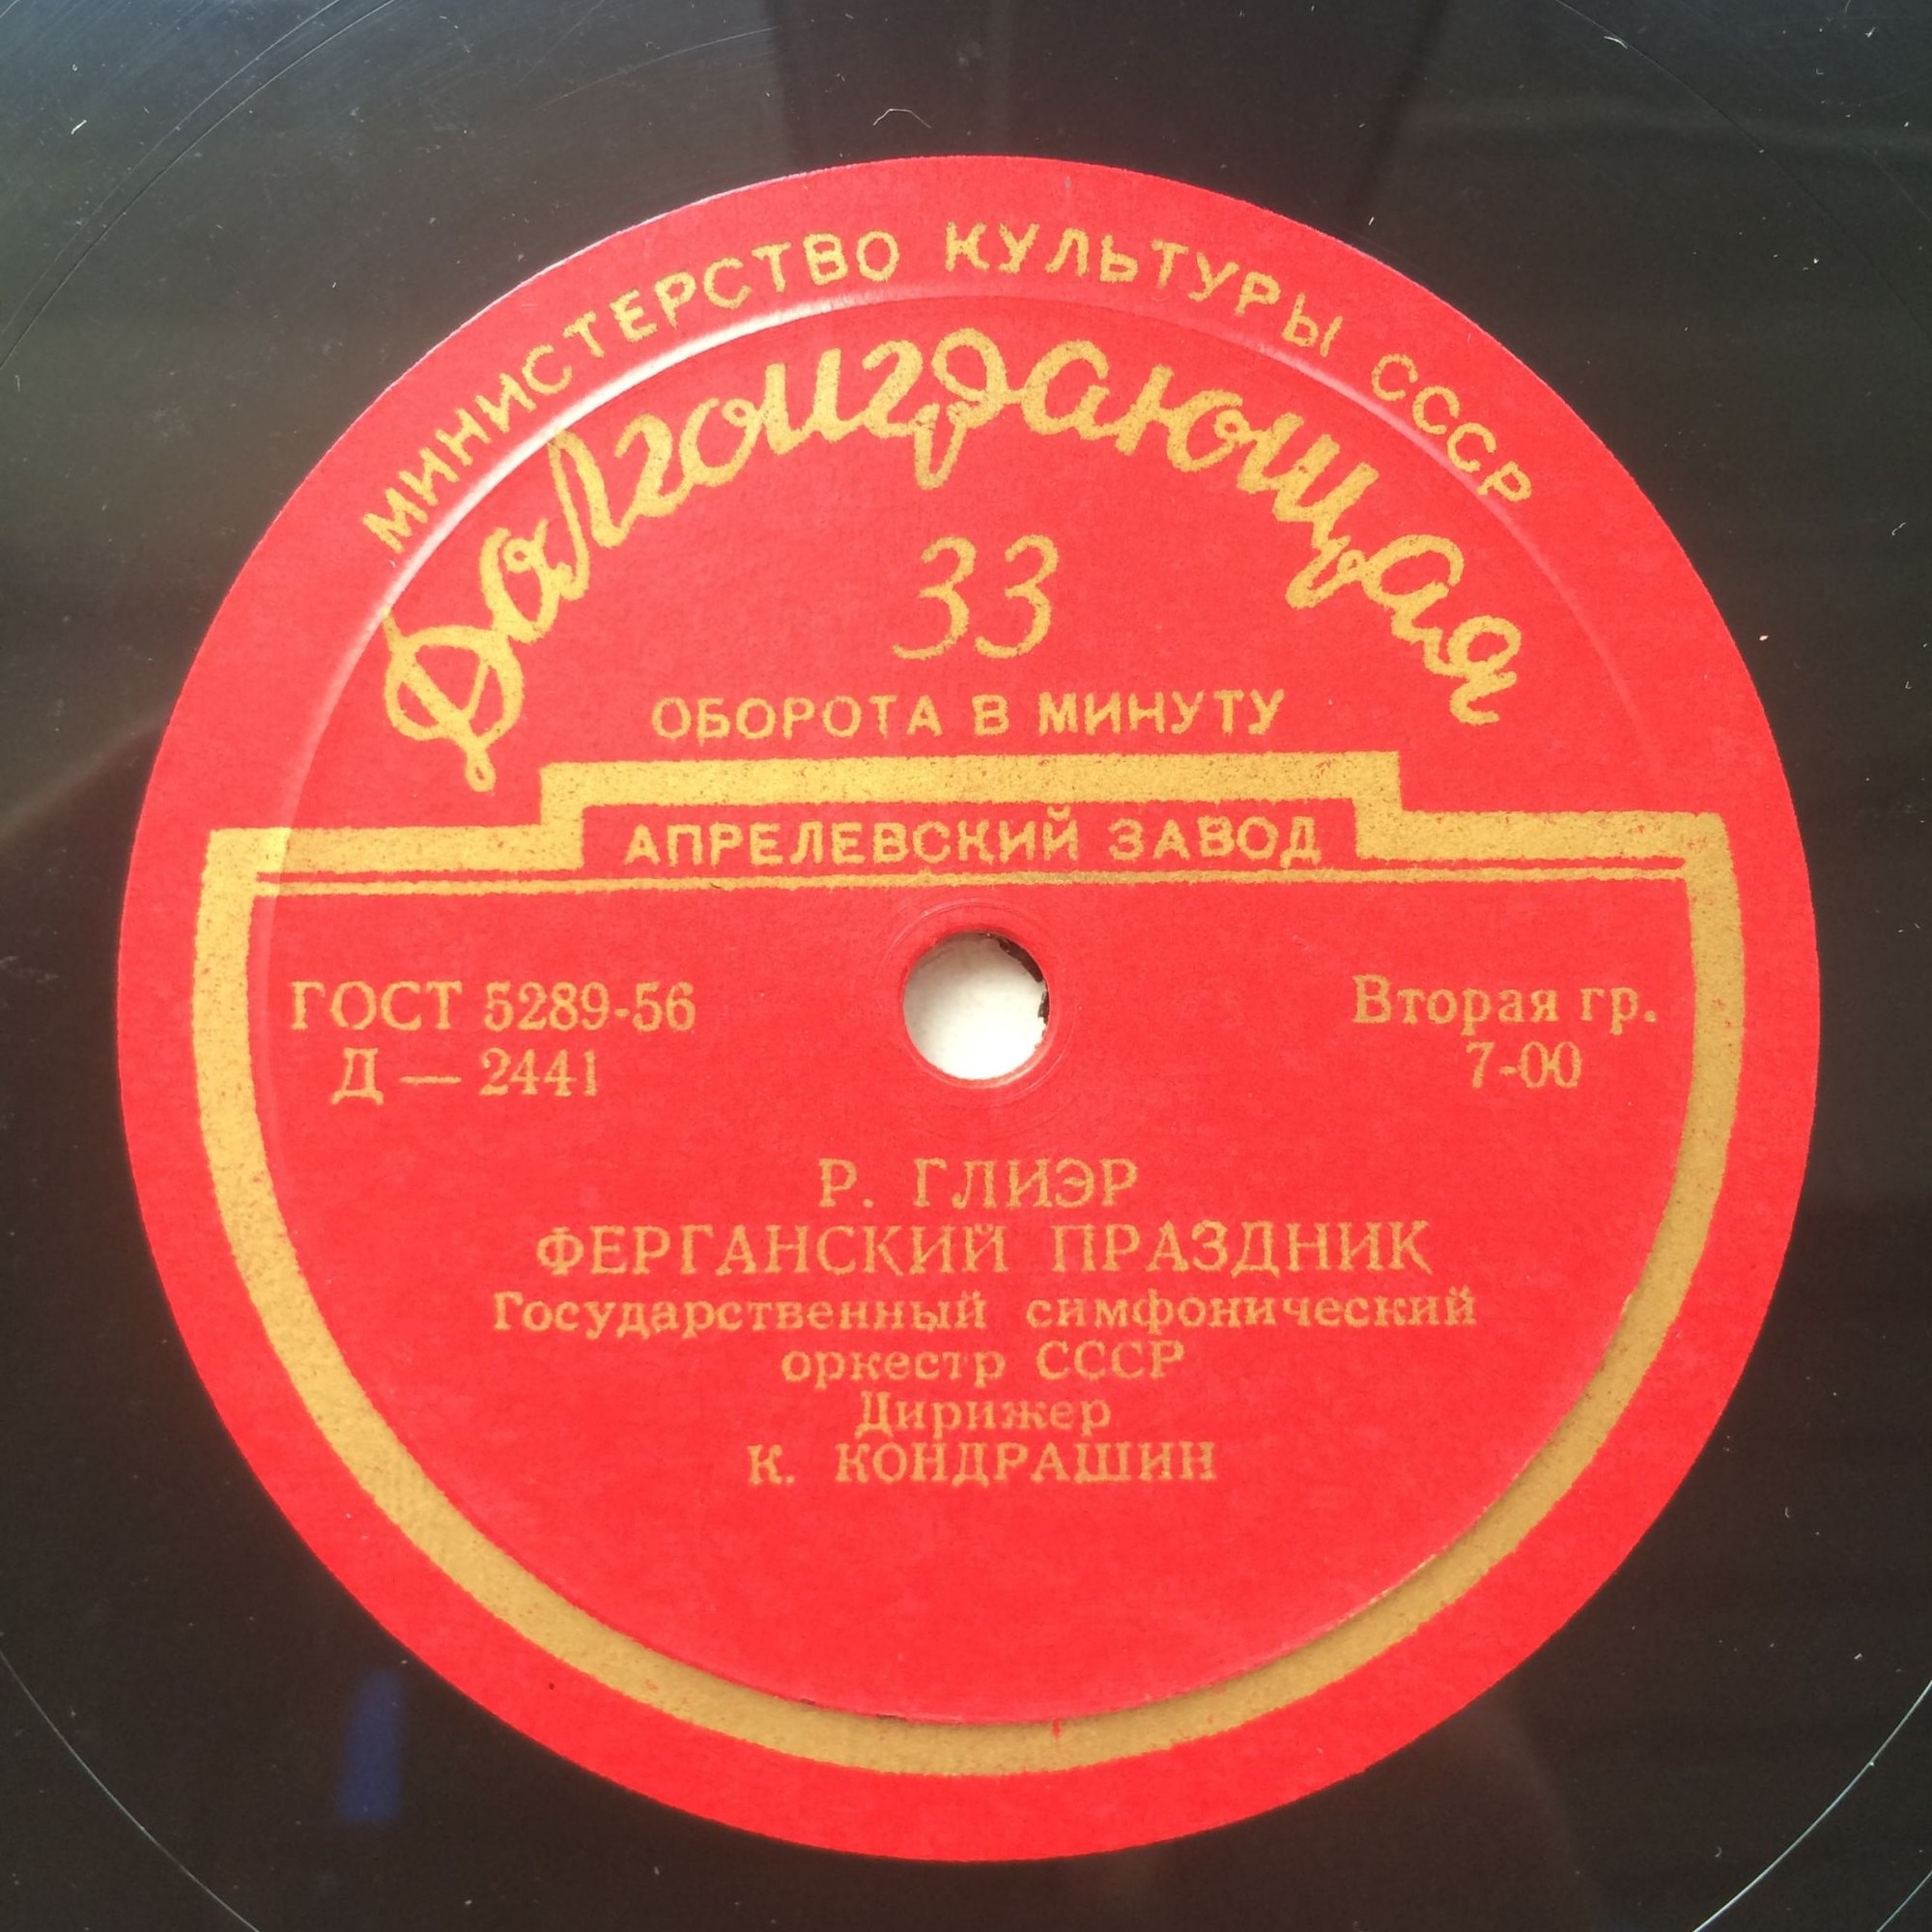 МИНИСТЕРСТВО КУЛЬТУРЫ СССР
Долгоиграющая
33
ОБОРОТА В МИНУТУ
АПРЕЛЕВСКИЙ ЗАВОД
ГОСТ 5289-56
Вторая гр.
Д — 2441
7-00
Р. ГЛИЭР
ФЕРГАНСКИЙ ПРАЗДНИК
Государственный симфонический
оркестр СССР
Дирижер
К. КОНДРАШИН